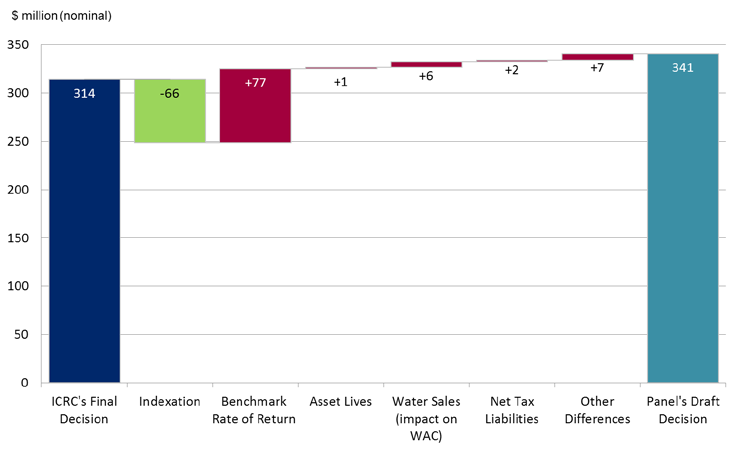 $ million (nominal)
350
300
250
200
150
100
50
0
314
-66
+77
+1
+6
+2
+7
341
ICRC's Final
Decision
Indexation
Benchmark
Rate of Return
Asset Lives
Water Sales
(impact on
WAC)
Net Tax
Liabilities
Other
Differences
Panel's Draft
Decision